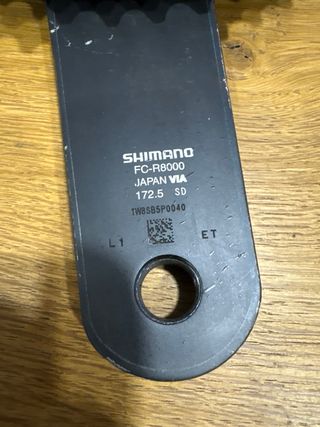 SHIMANO
FC-R8000
JAPAN VIA
172.5 SD
TW8SB5P0040
L1 ET